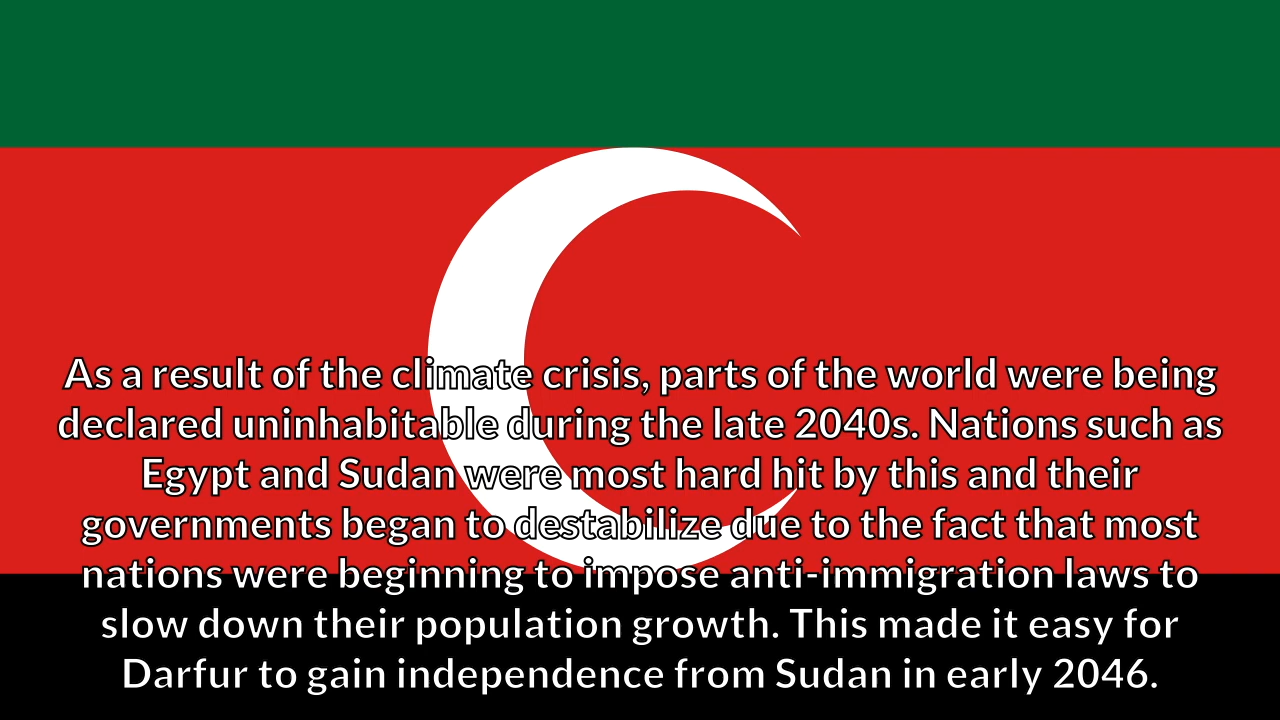 As a result of the climate crisis, parts of the world were being
declared uninhabitable during the late 2040s. Nations such as
Egypt and Sudan were most hard hit by this and their
governments began to destabilize due to the fact that most
nations were beginning to impose anti-immigration laws to
slow down their population growth. This made it easy for
Darfur to gain independence from Sudan in early 2046.